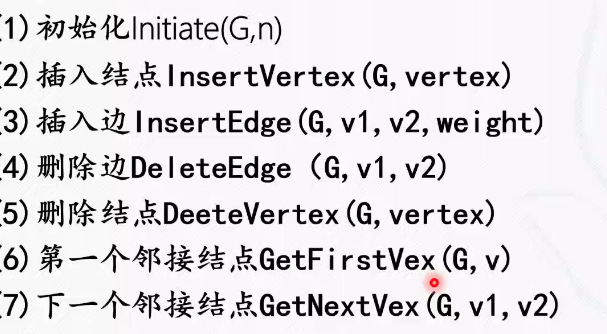 (1)初始化Initiate(G,n)
(2)插入结点InsertVertex(G,vertex)
(3)插入边InsertEdge(G,v1,v2,weight)
(4)删除边DeleteEdge (G,v1,v2)
(5)删除结点DeeteVertex(G,vertex)
(6)第一个邻接结点GetFirstVex(G,v)
(7)下一个邻接结点GetNextVex(G,v1,v2)